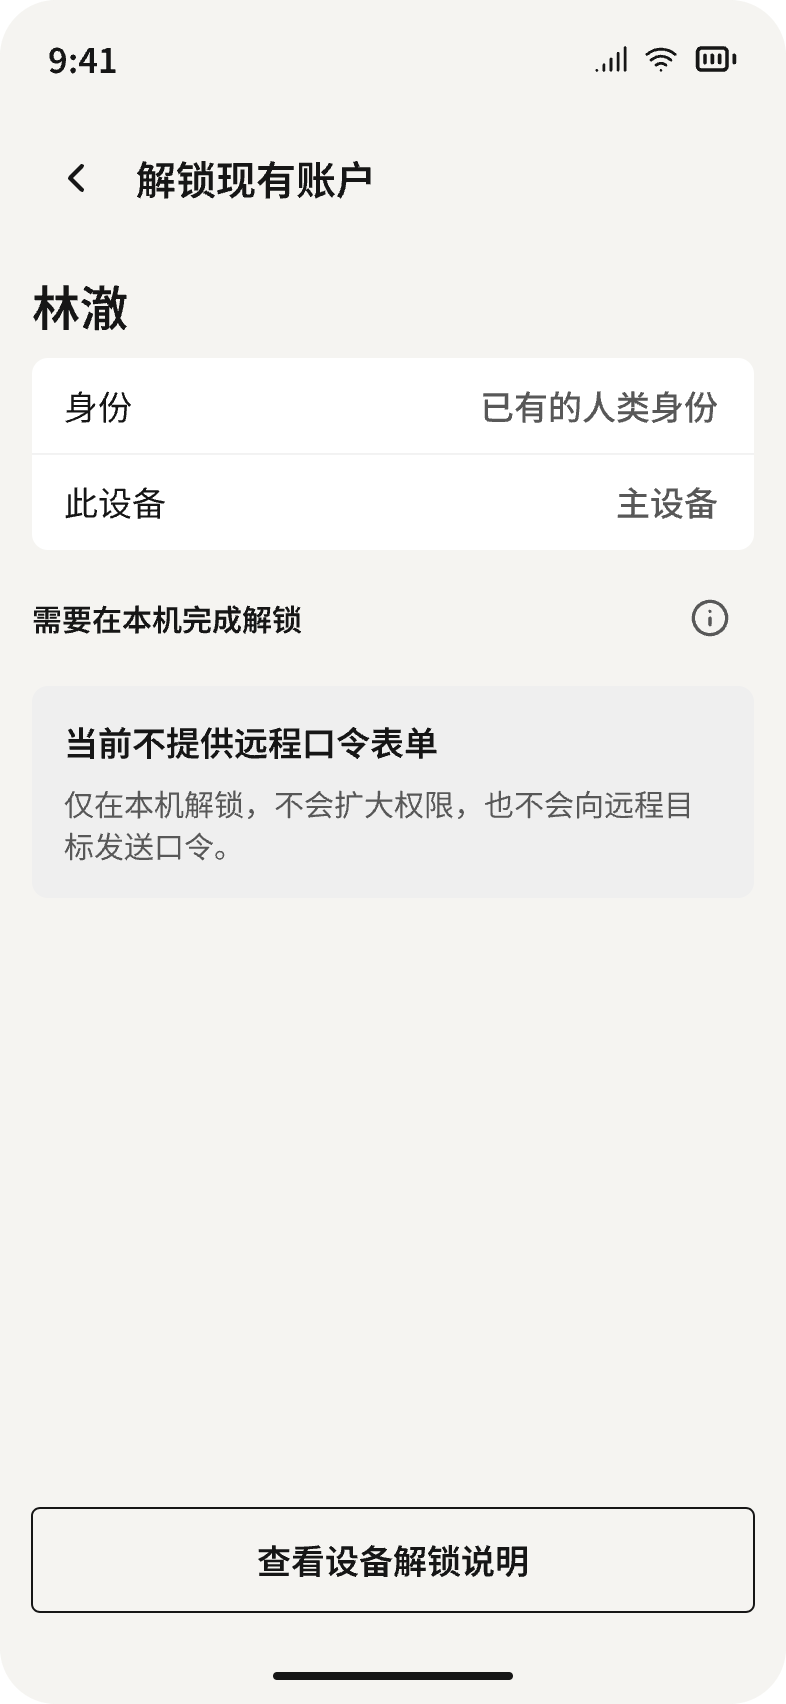 9:41
解锁现有账户
林澈
身份 已有的人类身份
此设备 主设备
需要在本机完成解锁
当前不提供远程口令表单
仅在本机解锁，不会扩大权限，也不会向远程目
标发送口令。
查看设备解锁说明